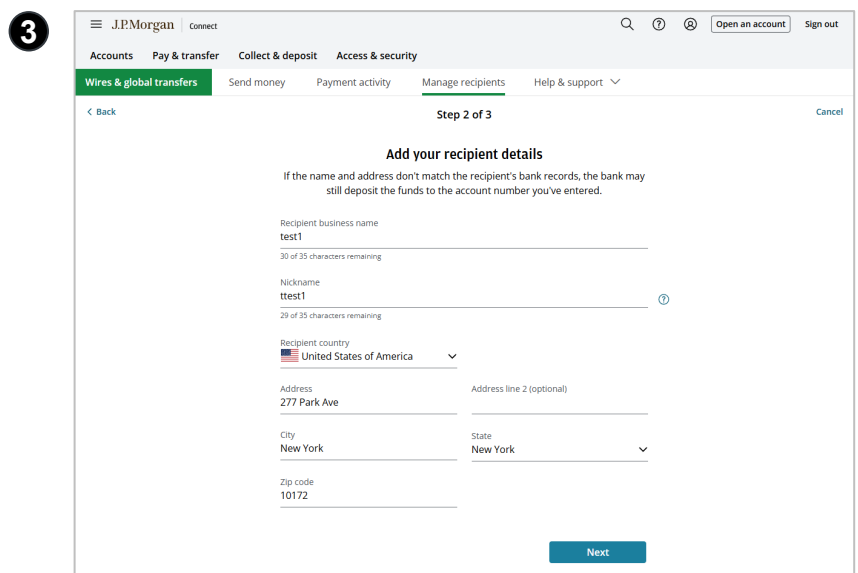 3
J.P.Morgan | Connect
Open an account
Sign out
Accounts Pay & transfer Collect & deposit Access & security
Wires & global transfers Send money Payment activity Manage recipients Help & support
< Back
Step 2 of 3
Cancel
Add your recipient details
If the name and address don't match the recipient's bank records, the bank may
still deposit the funds to the account number you've entered.
Recipient business name
test1
30 of 35 characters remaining
Nickname
ttest1
29 of 35 characters remaining
Recipient country
United States of America
Address
277 Park Ave
Address line 2 (optional)
City
New York
State
New York
Zip code
10172
Next